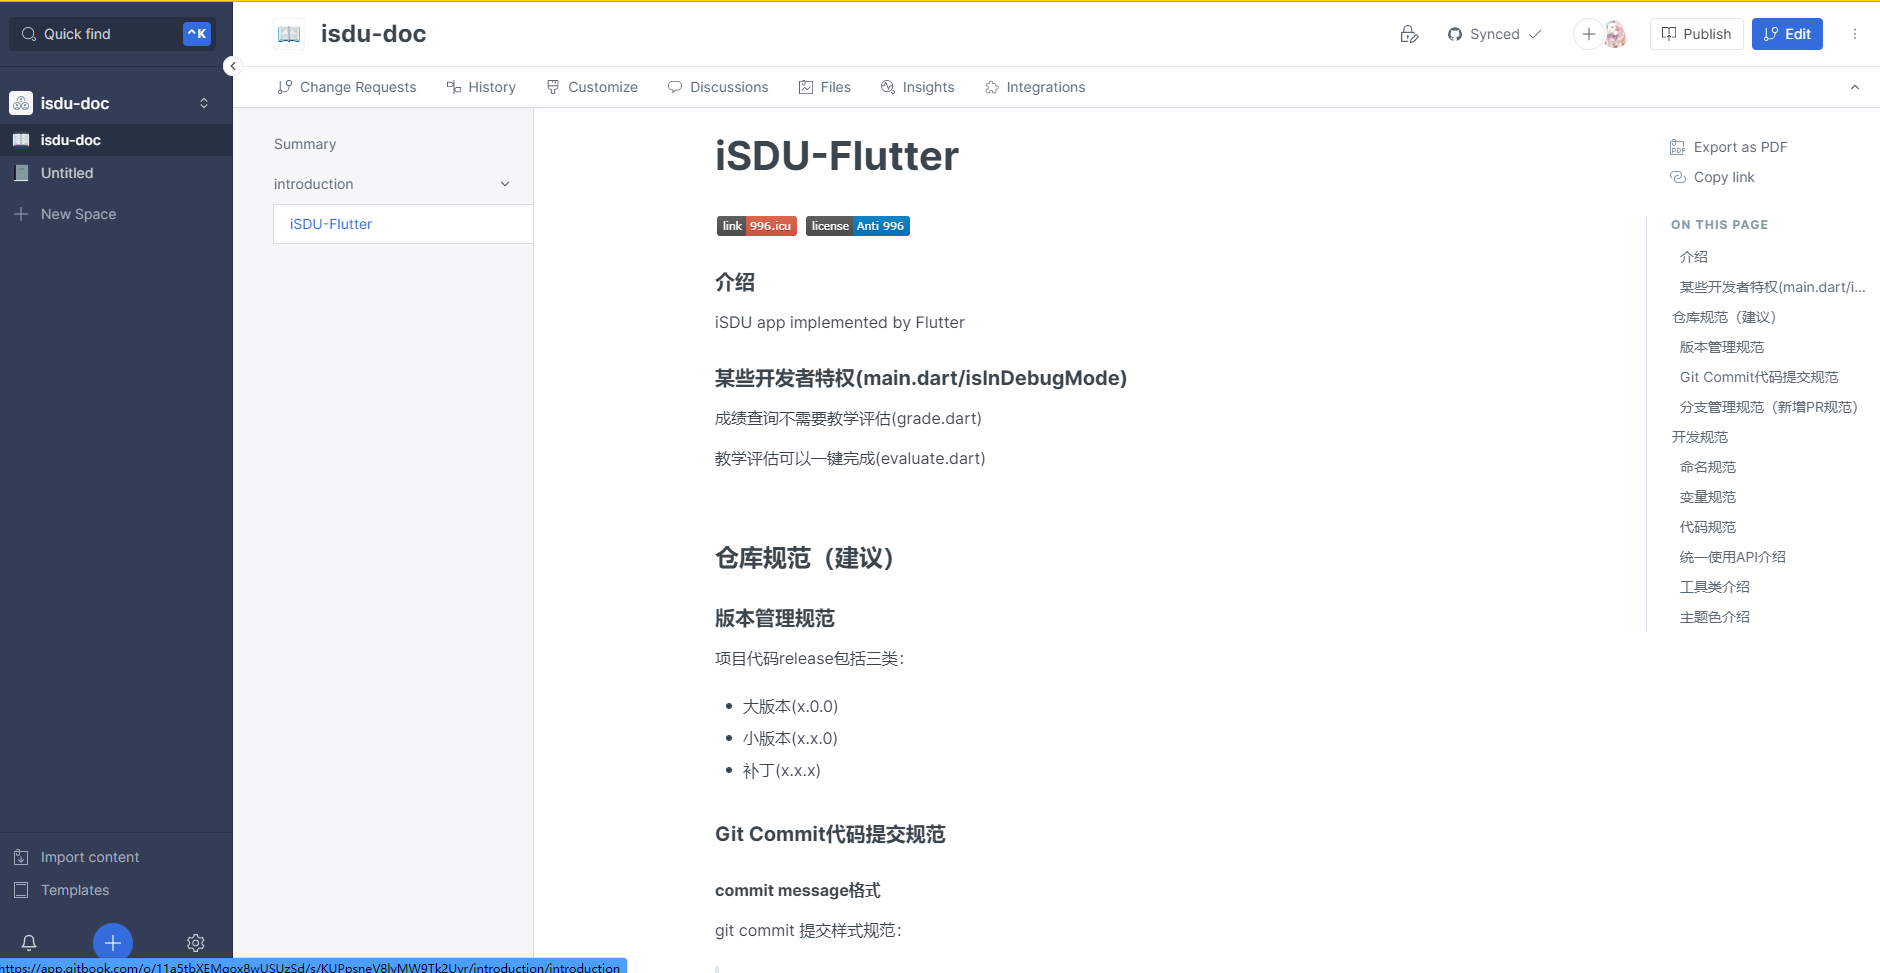 Quick find
^K
isdu-doc
isdu-doc
Untitled
New Space
Import content
Templates
isdu-doc
Synced
Publish
Edit
Change Requests
History
Customize
Discussions
Files
Insights
Integrations
Summary
introduction
iSDU-Flutter
iSDU-Flutter
link 996.icu
license Anti 996
介绍
iSDU app implemented by Flutter
某些开发者特权(main.dart/isInDebugMode)
成绩查询不需要教学评估(grade.dart)
教学评估可以一键完成(evaluate.dart)
仓库规范（建议）
版本管理规范
项目代码release包括三类：
大版本(x.0.0)
小版本(x.x.0)
补丁(x.x.x)
Git Commit代码提交规范
commit message格式
git commit 提交样式规范：
Export as PDF
Copy link
ON THIS PAGE
介绍
某些开发者特权(main.dart/i...
仓库规范（建议）
版本管理规范
Git Commit代码提交规范
分支管理规范（新增PR规范）
开发规范
命名规范
变量规范
代码规范
统一使用API介绍
工具类介绍
主题色介绍